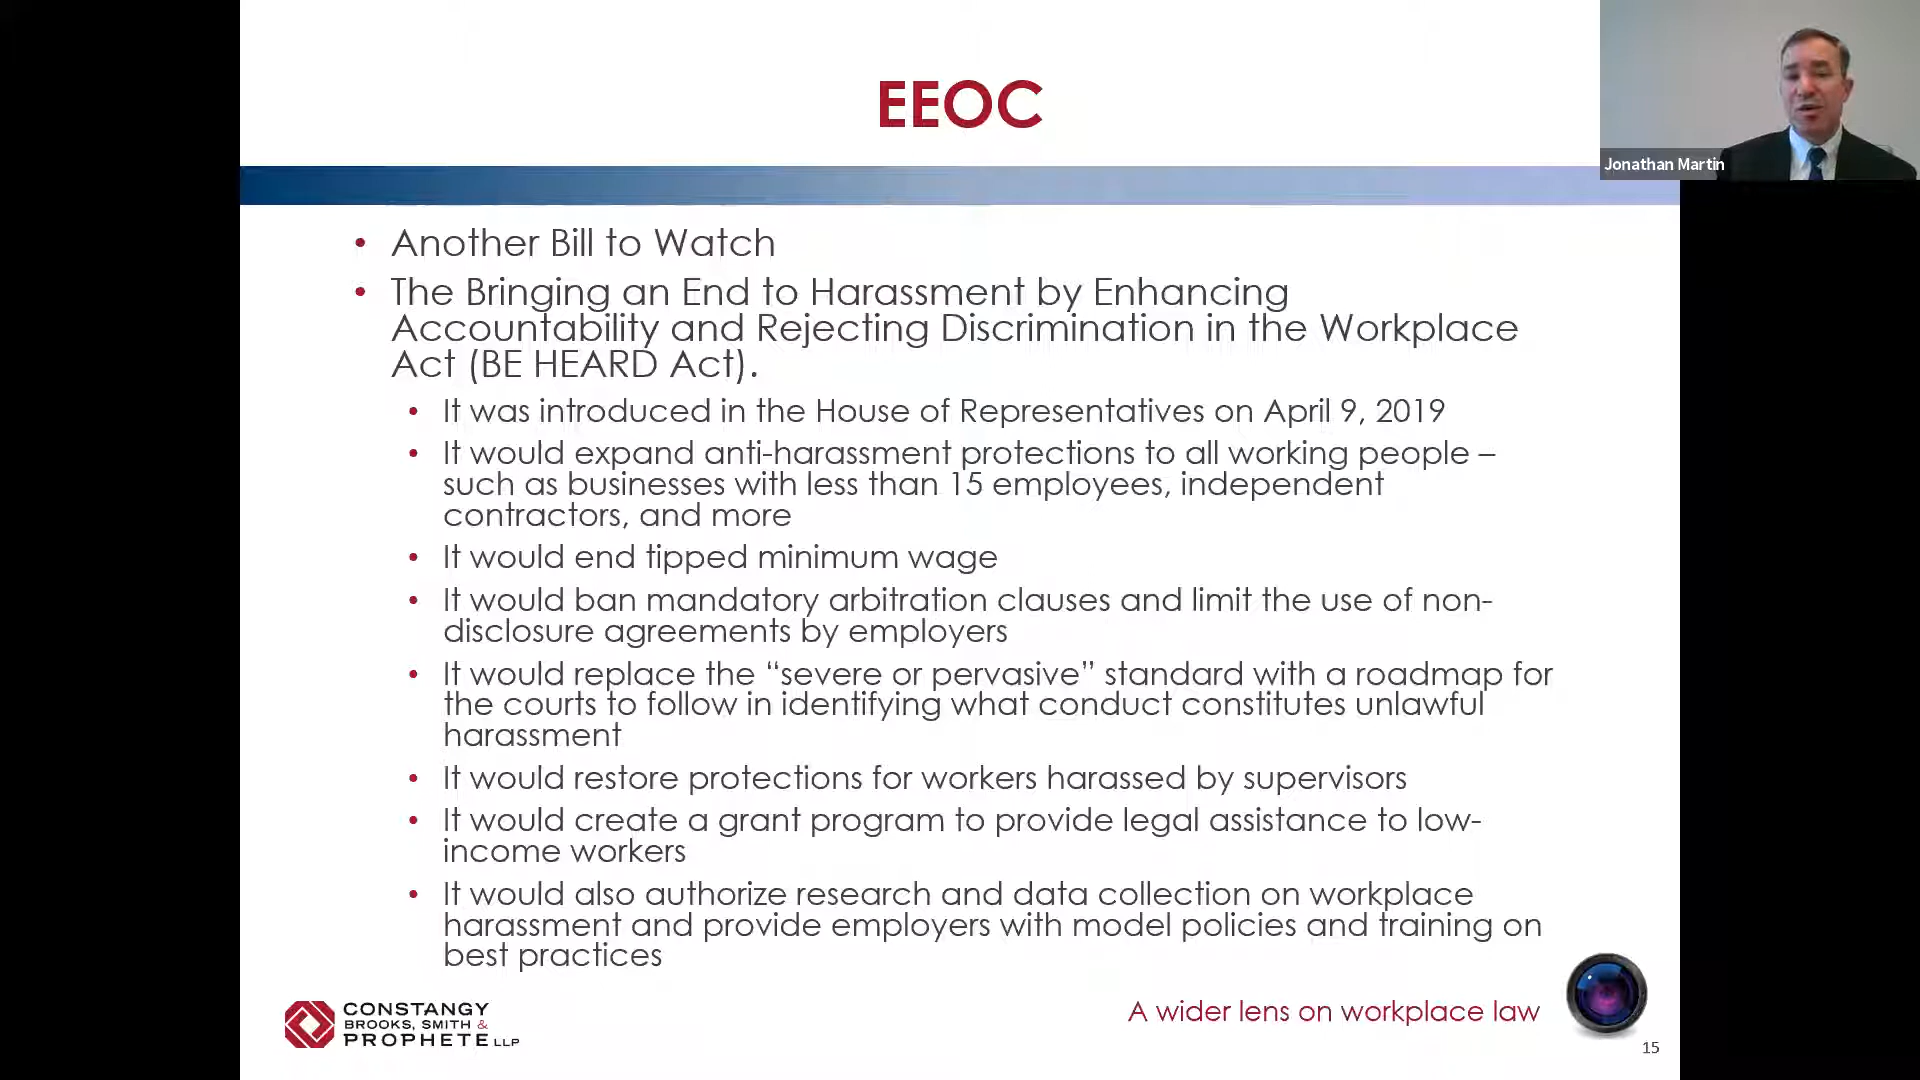 EEOC
Jonathan Martin
• Another Bill to Watch
• The Bringing an End to Harassment by Enhancing
Accountability and Rejecting Discrimination in the Workplace
Act (BE HEARD Act).
• It was introduced in the House of Representatives on April 9, 2019
• It would expand anti-harassment protections to all working people –
such as businesses with less than 15 employees, independent
contractors, and more
• It would end tipped minimum wage
• It would ban mandatory arbitration clauses and limit the use of non-
disclosure agreements by employers
• It would replace the “severe or pervasive” standard with a roadmap for
the courts to follow in identifying what conduct constitutes unlawful
harassment
• It would restore protections for workers harassed by supervisors
• It would create a grant program to provide legal assistance to low-
income workers
• It would also authorize research and data collection on workplace
harassment and provide employers with model policies and training on
best practices
CONSTANGY
BROOKS, SMITH &
PROPHETE LLP
A wider lens on workplace law
15